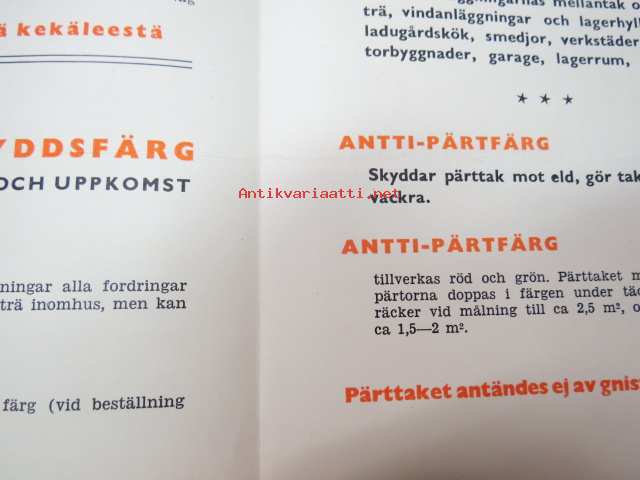 ä kekäleestä
YDDSFÄRG
OCH UPPKOMST
ningar alla fordringar
trä inomhus, men kan
färg (vid beställning
mellantak
trä, vindanläggningar och
ladugårdskök, smedjor, verkstäder
torbyggnader, garage, lagerrum,
* * *
ANTTI-PÄRTFÄRG
Skyddar pärttak mot eld, gör tak
vackra.
Antikvariaatti.net
ANTTI-PÄRTFÄRG
tillverkas röd och grön. Pärttaket
pärtorna doppas i färgen under
räcker vid målning till ca 2,5 m²,
ca 1,5—2 m².
Pärttaket antändes ej av